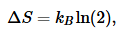 ΔS = k_B ln(2),